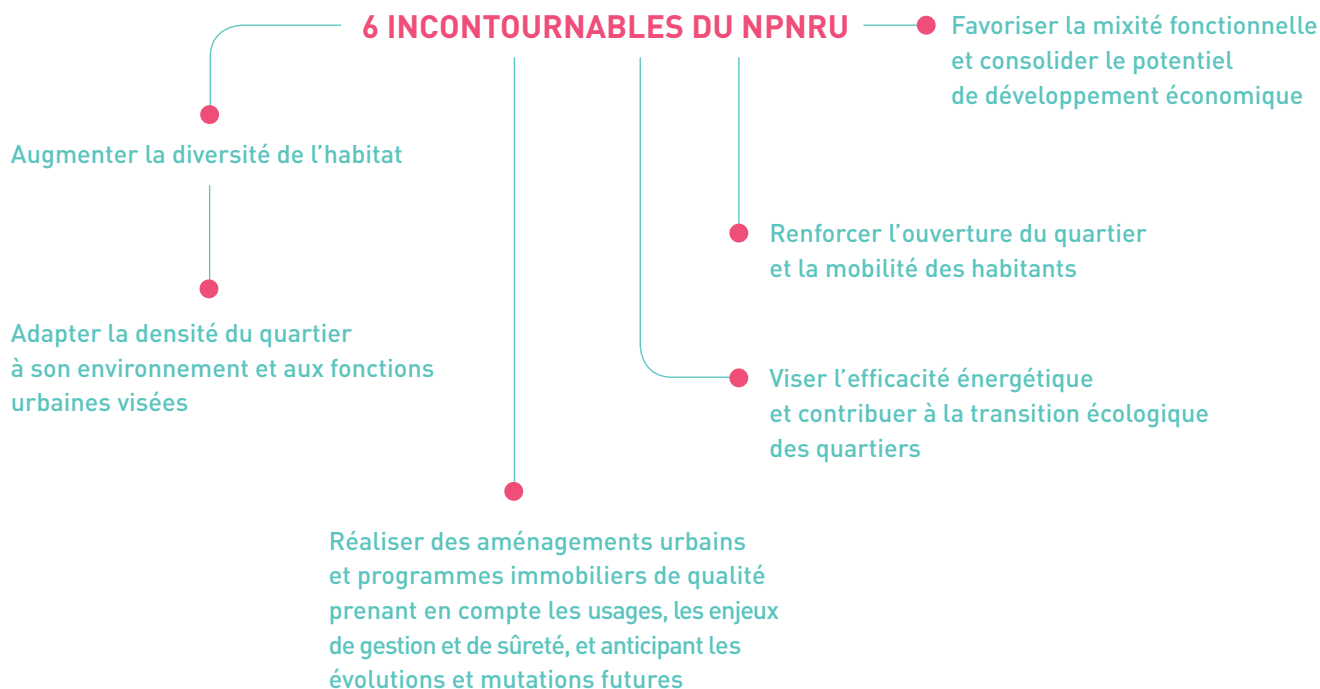 6 INCONTOURNABLES DU NPNRU
Favoriser la mixité fonctionnelle
et consolider le potentiel
de développement économique
Augmenter la diversité de l’habitat
Renforcer l’ouverture du quartier
et la mobilité des habitants
Adapter la densité du quartier
à son environnement et aux fonctions
urbaines visées
Viser l’efficacité énergétique
et contribuer à la transition écologique
des quartiers
Réaliser des aménagements urbains
et programmes immobiliers de qualité
prenant en compte les usages, les enjeux
de gestion et de sûreté, et anticipant les
évolutions et mutations futures